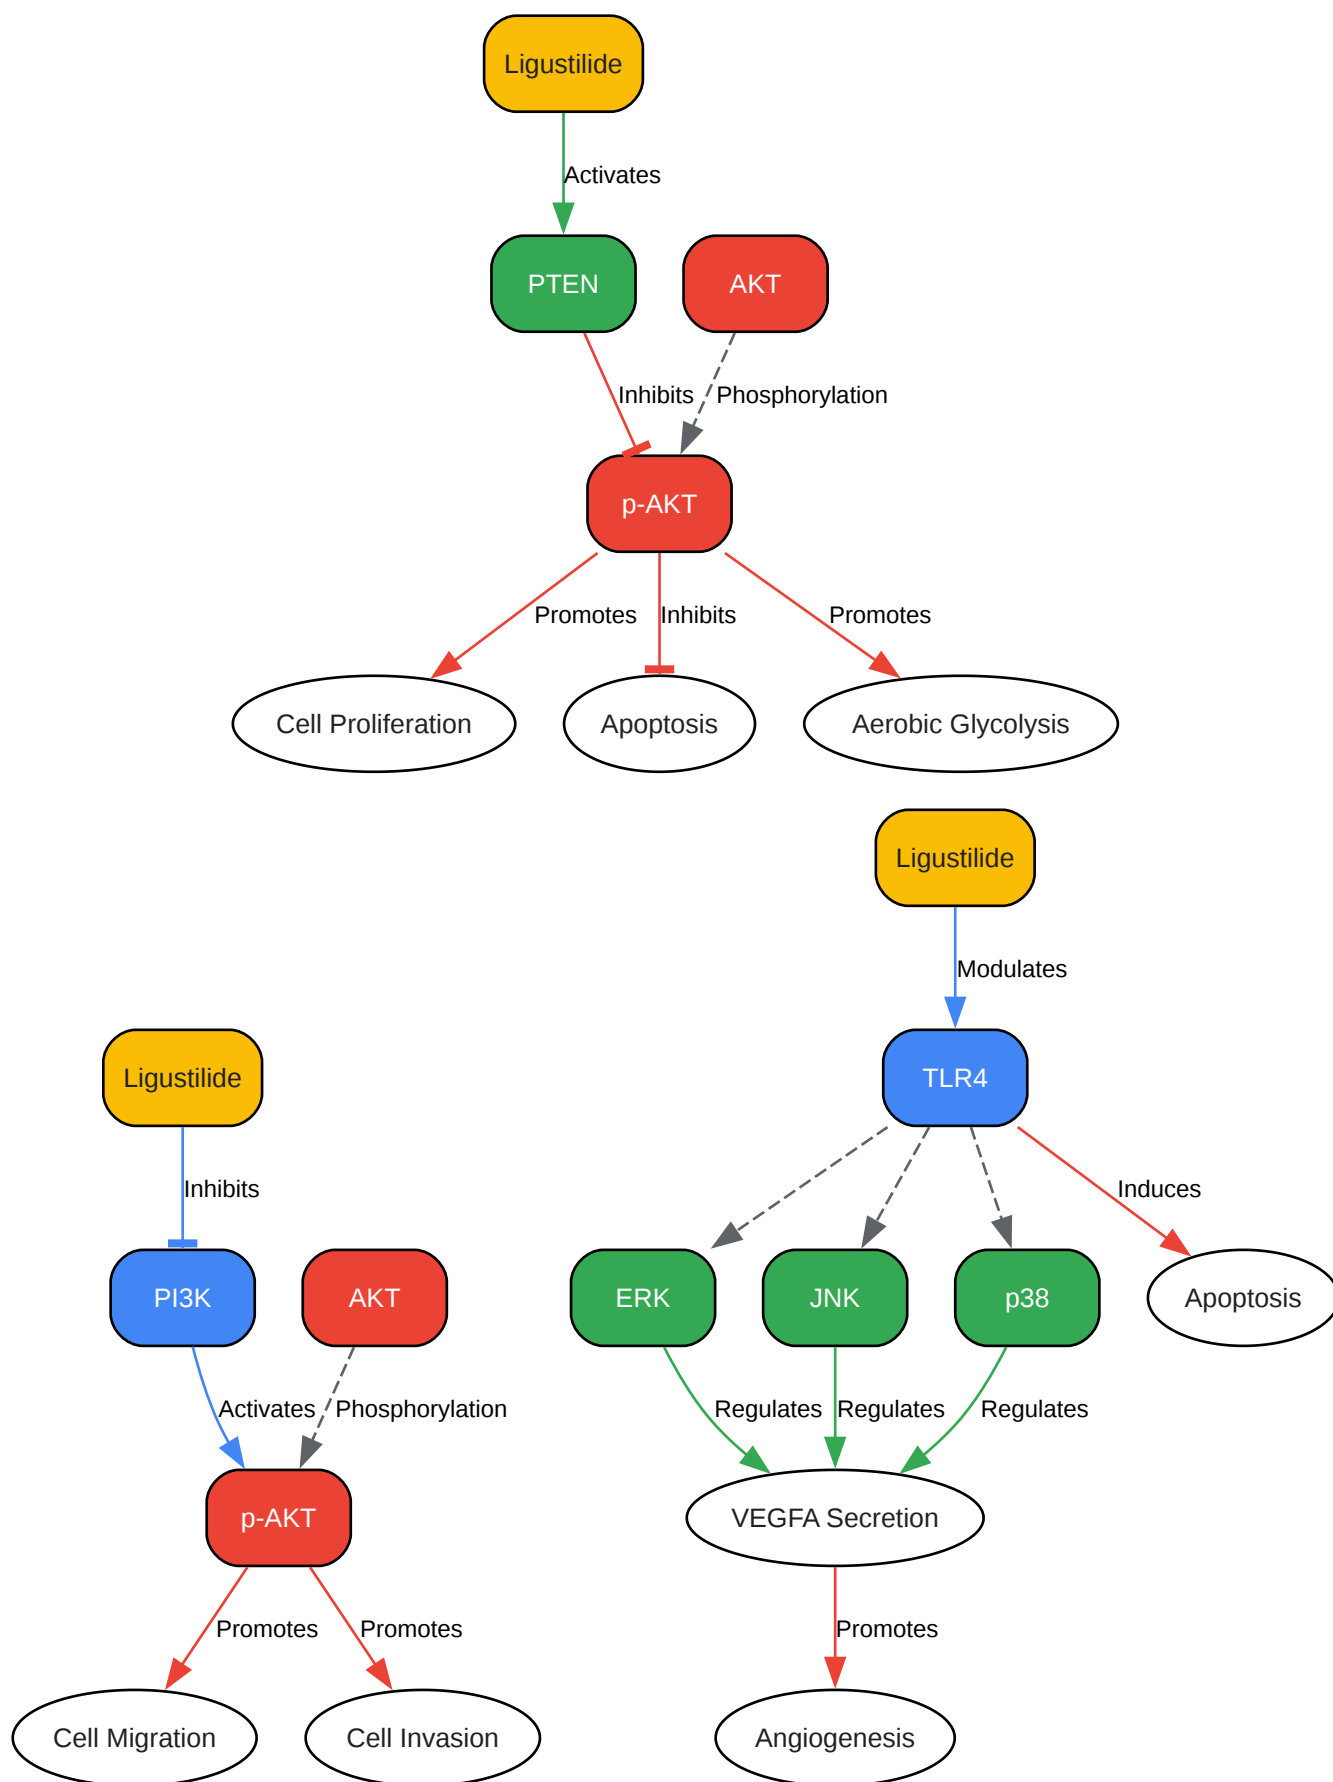 Ligustilide
Activates
PTEN
AKT
Inhibits
Phosphorylation
p-AKT
Promotes
Inhibits
Promotes
Cell Proliferation
Apoptosis
Aerobic Glycolysis
Ligustilide
Modulates
Ligustilide
TLR4
Inhibits
Induces
PI3K
AKT
ERK
JNK
p38
Apoptosis
Activates
Phosphorylation
Regulates
Regulates
Regulates
p-AKT
VEGFA Secretion
Promotes
Promotes
Promotes
Cell Migration
Cell Invasion
Angiogenesis